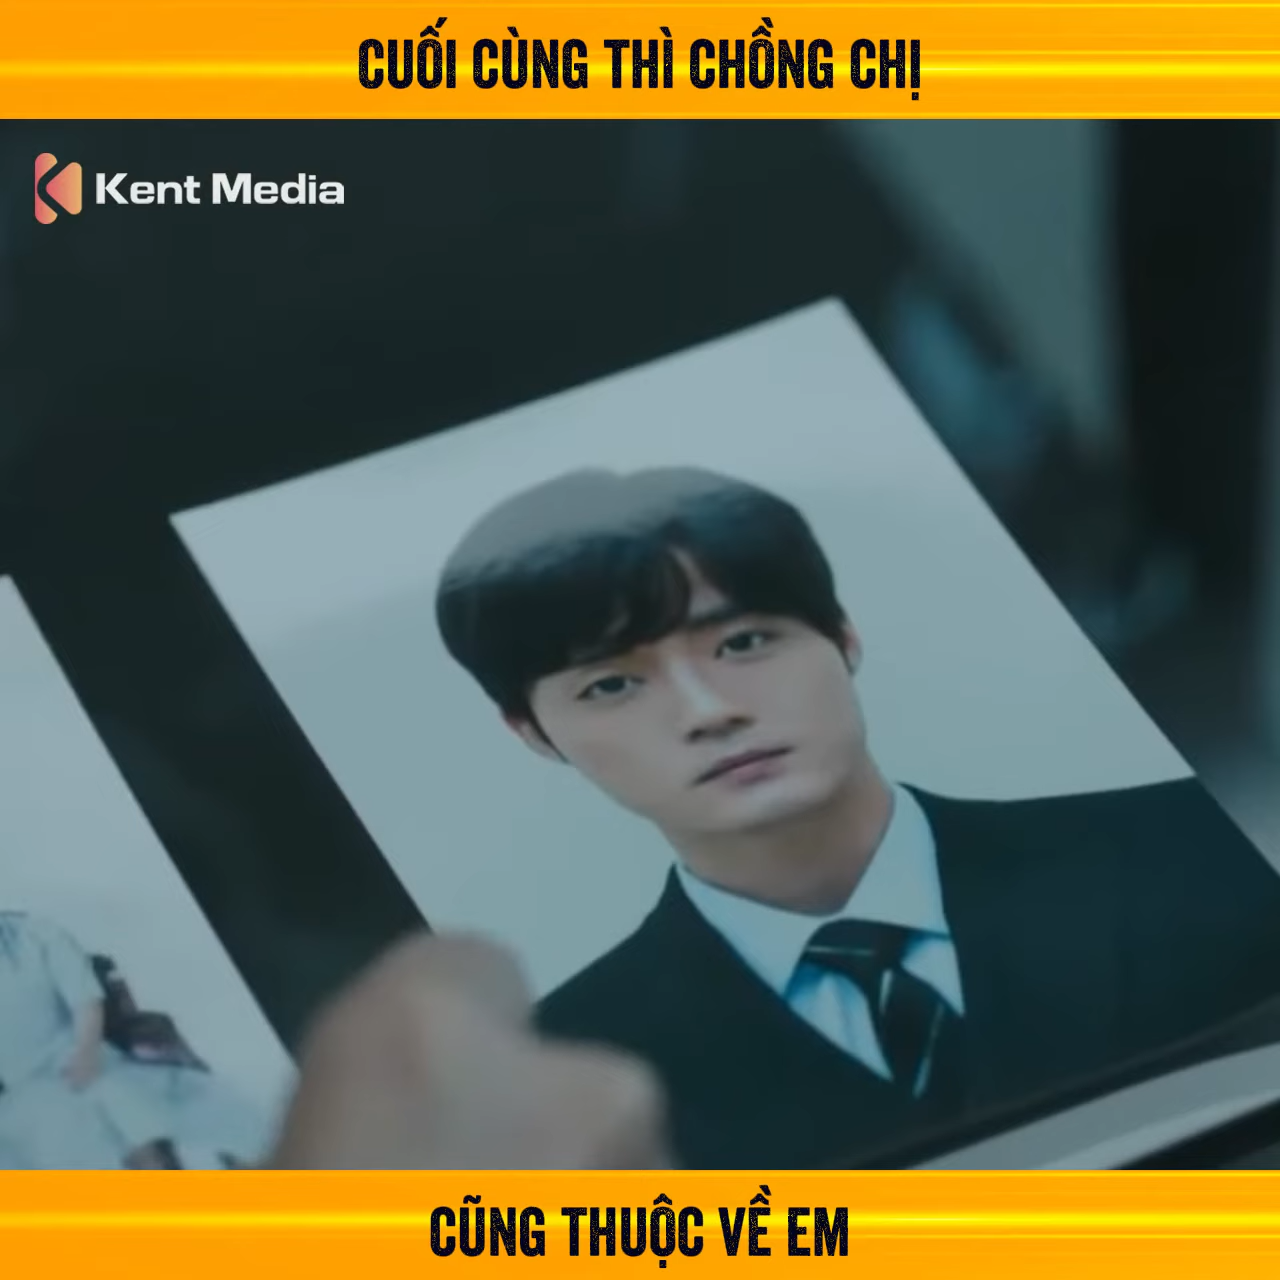 CUỐI CÙNG THÌ CHỒNG CHỊ
Kent Media
CŨNG THUỘC VỀ EM